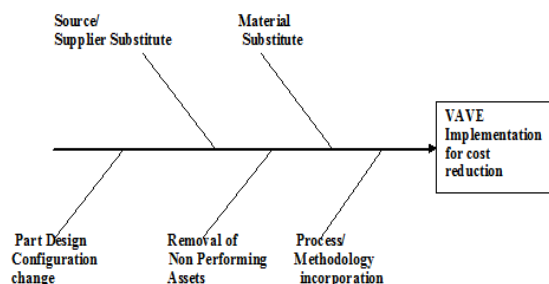 Source/
Supplier Substitute
Material
Substitute
VAVE
Implementation
for cost
reduction
Part Design
Configuration
change
Removal of
Non Performing
Assets
Process/
Methodology
incorporation